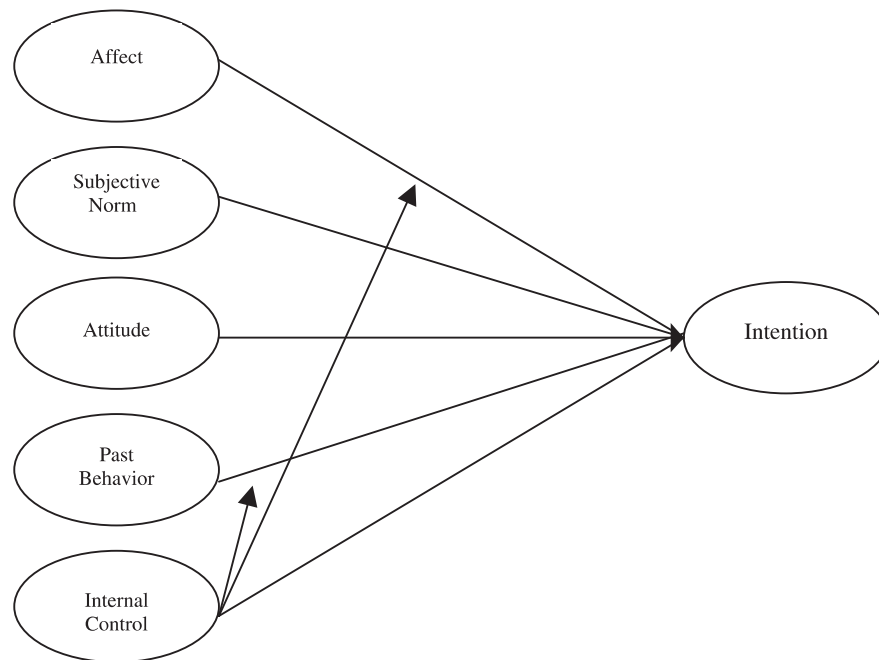 Affect
Subjective
Norm
Attitude
Intention
Past
Behavior
Internal
Control